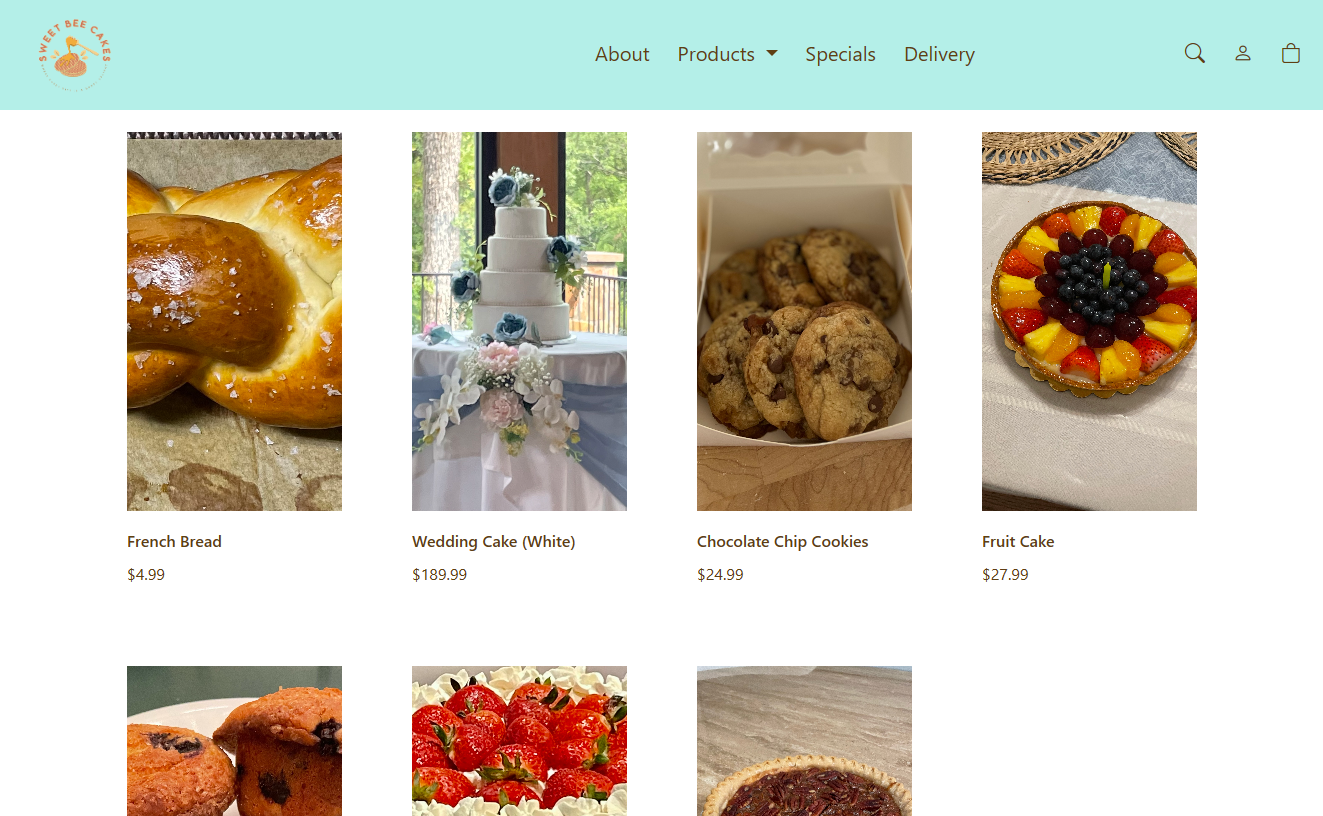 SWEET BEE CAKES
About Products Specials Delivery
French Bread
Wedding Cake (White)
Chocolate Chip Cookies
Fruit Cake
$4.99
$189.99
$24.99
$27.99